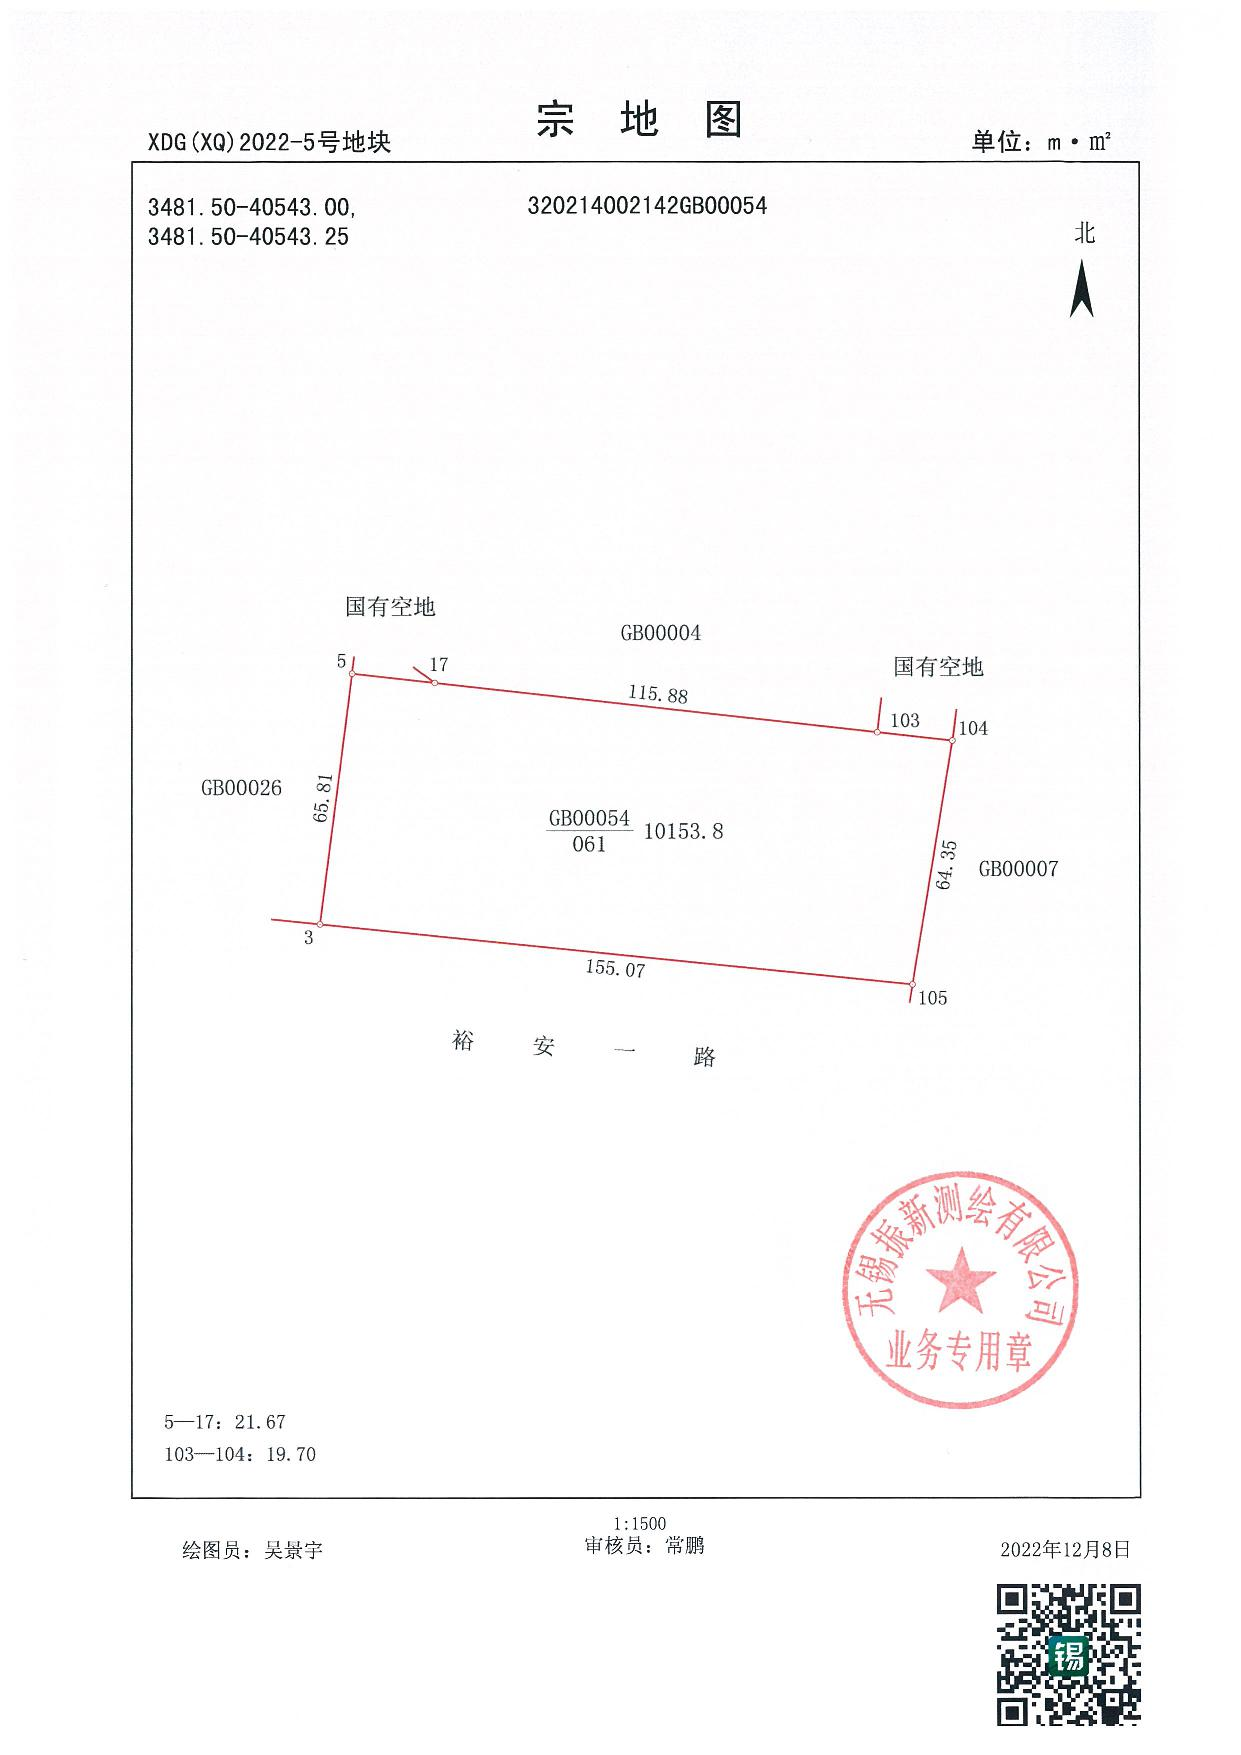 宗 地 图
XDG(XQ)2022-5号地块
单位：m·㎡
3481.50-40543.00,
3481.50-40543.25
320214002142GB00054
北
国有空地
GB00004
5
17
国有空地
115.88
103
104
GB00026
65.81
GB00054
061
10153.8
64.35
GB00007
3
155.07
105
裕 安 一 路
无锡振新测绘有限公司
业务专用章
5—17：21.67
103—104：19.70
1:1500
绘图员：吴景宇
审核员：常鹏
2022年12月8日
锡